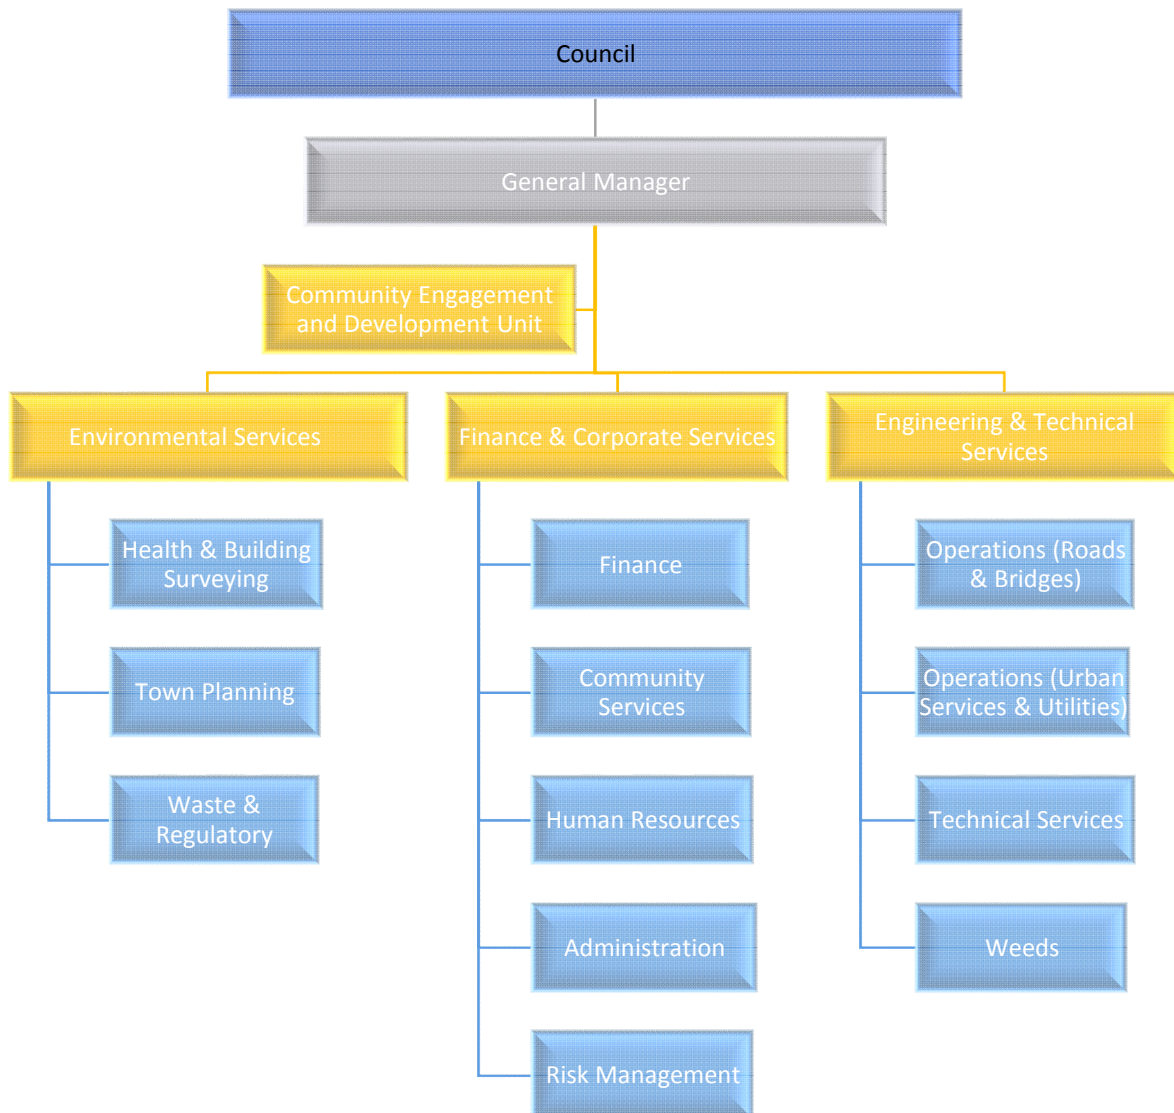 Council
General Manager
Community Engagement
and Development Unit
Environmental Services
Finance & Corporate Services
Engineering & Technical
Services
Health & Building
Surveying
Finance
Operations (Roads
& Bridges)
Town Planning
Community
Services
Operations (Urban
Services & Utilities)
Waste &
Regulatory
Human Resources
Technical Services
Administration
Weeds
Risk Management